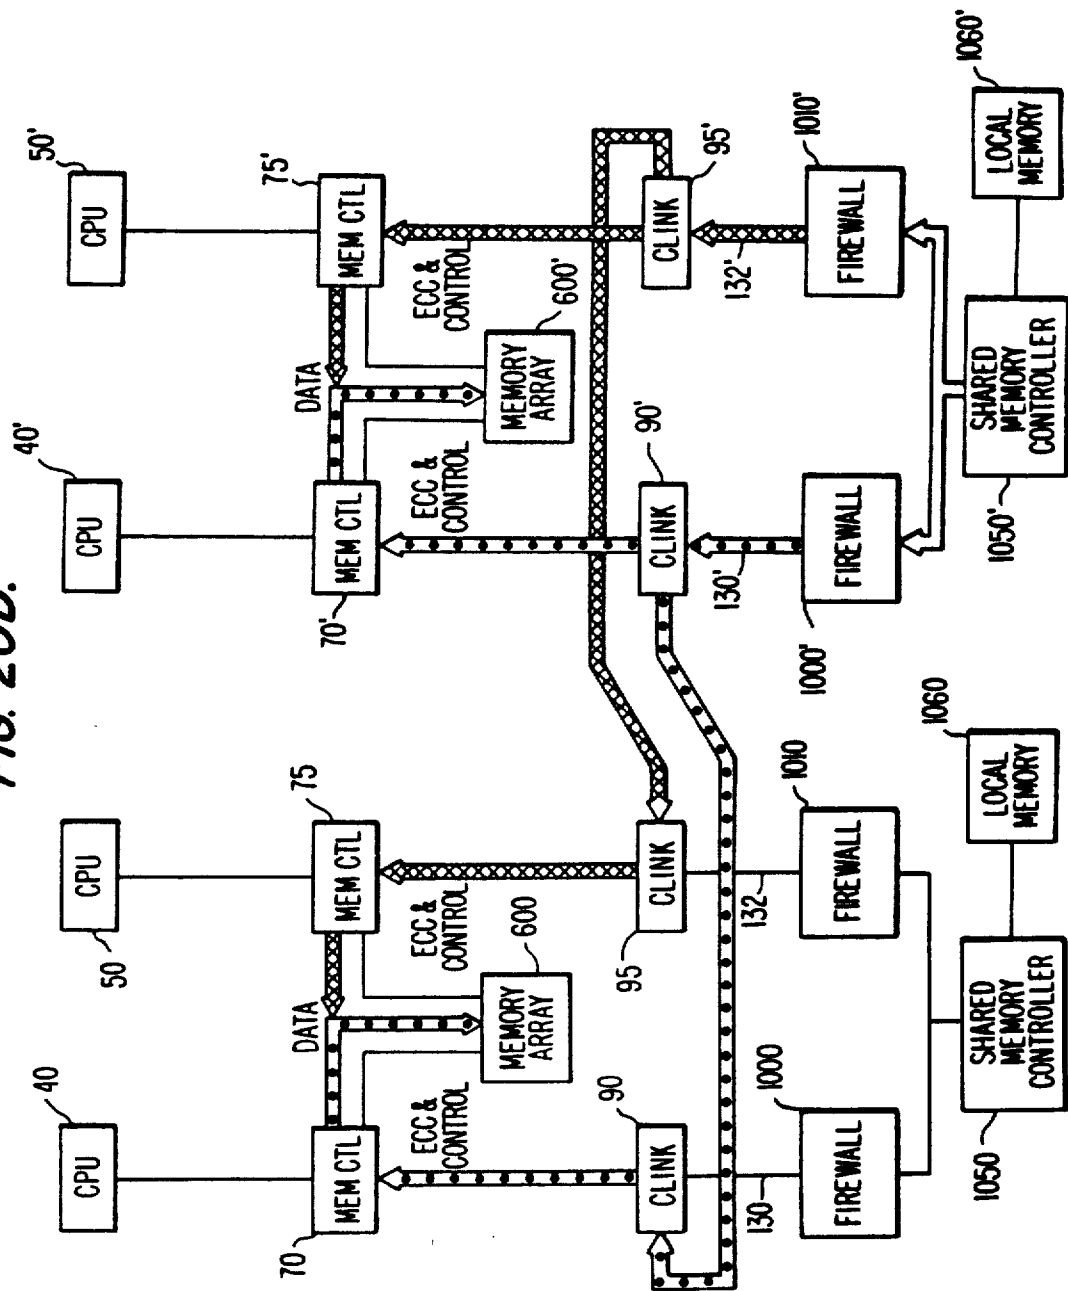 FIG. 20D.
40
CPU
50
CPU
40'
CPU
50'
CPU
70
MEM CTL
75
MEM CTL
70'
MEM CTL
75'
MEM CTL
DATA
DATA
ECC &
CONTROL
ECC &
CONTROL
ECC &
CONTROL
ECC &
CONTROL
600
MEMORY
ARRAY
600'
MEMORY
ARRAY
90
CLINK
95
CLINK
90'
CLINK
95'
CLINK
130
132
130'
132'
1000
FIREWALL
1010
FIREWALL
1000'
FIREWALL
1010'
FIREWALL
1050
SHARED
MEMORY
CONTROLLER
1060
LOCAL
MEMORY
1050'
SHARED
MEMORY
CONTROLLER
1060'
LOCAL
MEMORY